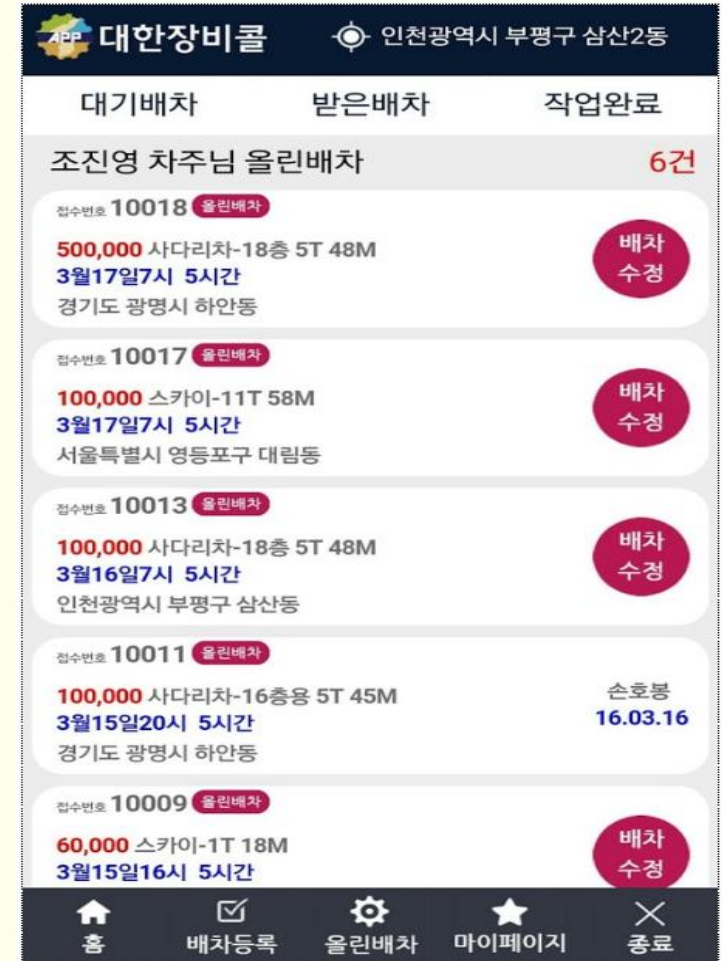 APP 대한장비콜 인천광역시 부평구 삼산2동
대기배차 받은배차 작업완료
조진영 차주님 올린배차 6건
접수번호 10018 올린배차
500,000 사다리차-18층 5T 48M
3월17일7시 5시간
경기도 광명시 하안동
배차
수정
접수번호 10017 올린배차
100,000 스카이-11T 58M
3월17일7시 5시간
서울특별시 영등포구 대림동
배차
수정
접수번호 10013 올린배차
100,000 사다리차-18층 5T 48M
3월16일7시 5시간
인천광역시 부평구 삼산동
배차
수정
접수번호 10011 올린배차
100,000 사다리차-16층용 5T 45M
3월15일20시 5시간
경기도 광명시 하안동
손호봉
16.03.16
접수번호 10009 올린배차
60,000 스카이-1T 18M
3월15일16시 5시간
배차
수정
홈 배차등록 올린배차 마이페이지 종료